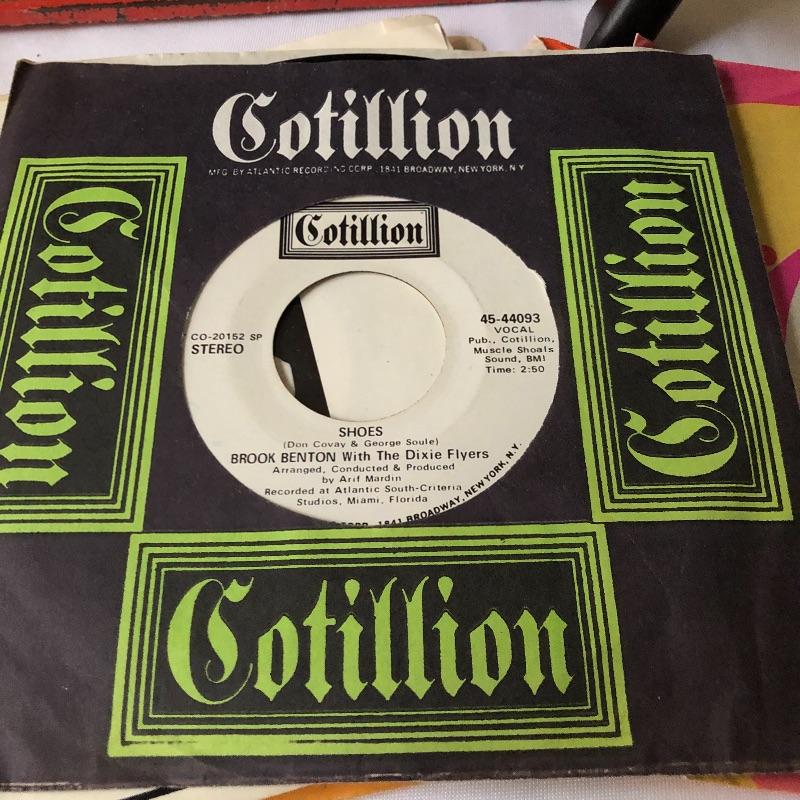 Cotillion
MFG. BY ATLANTIC RECORDING CORP., 1841 BROADWAY, NEW YORK, N.Y.
Cotillion
Cotillion
Cotillion
CO-20152 SP
STEREO
45-44093
VOCAL
Pub., Cotillion,
Muscle Shoals
Sound, BMI
Time: 2:50
SHOES
(Don Covay & George Soule)
BROOK BENTON With The Dixie Flyers
Arranged, Conducted & Produced
by Arif Mardin
Recorded at Atlantic South-Criteria
Studios, Miami, Florida
CORP., 1841 BROADWAY, NEW YORK, N.Y.
Cotillion